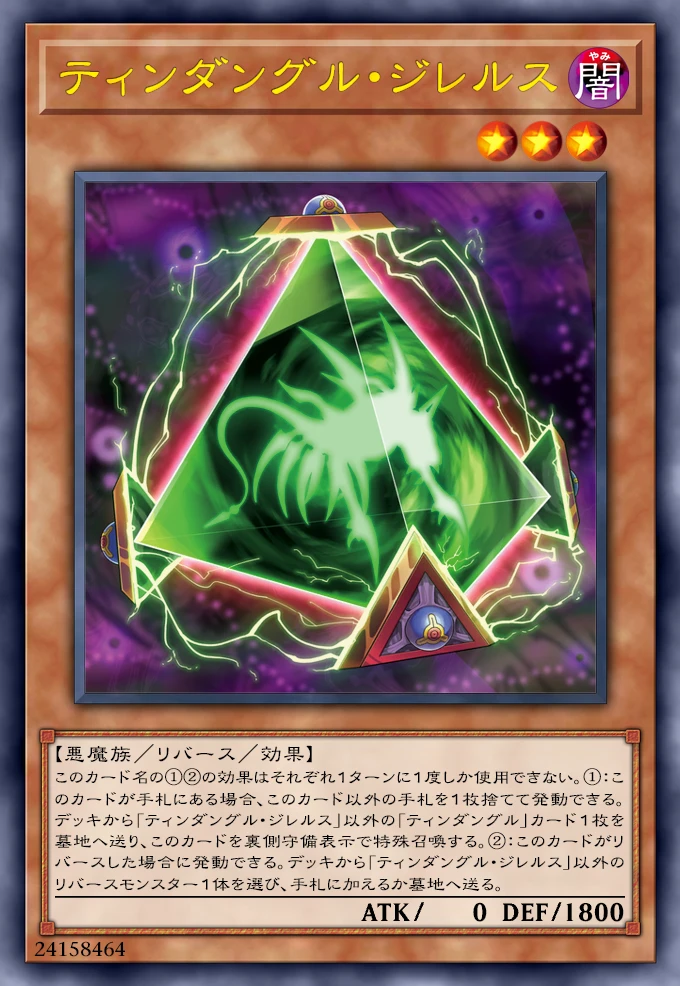 ティンダングル・ジレルス
やみ
闇
【悪魔族／リバース／効果】
このカード名の①②の効果はそれぞれ1ターンに1度しか使用できない。①：こ
のカードが手札にある場合、このカード以外の手札を1枚捨てて発動できる。
デッキから「ティンダングル・ジレルス」以外の「ティンダングル」カード1枚を
墓地へ送り、このカードを裏側守備表示で特殊召喚する。②：このカードがリ
バースした場合に発動できる。デッキから「ティンダングル・ジレルス」以外の
リバースモンスター1体を選び、手札に加えるか墓地へ送る。
ATK/ 0 DEF/1800
24158464